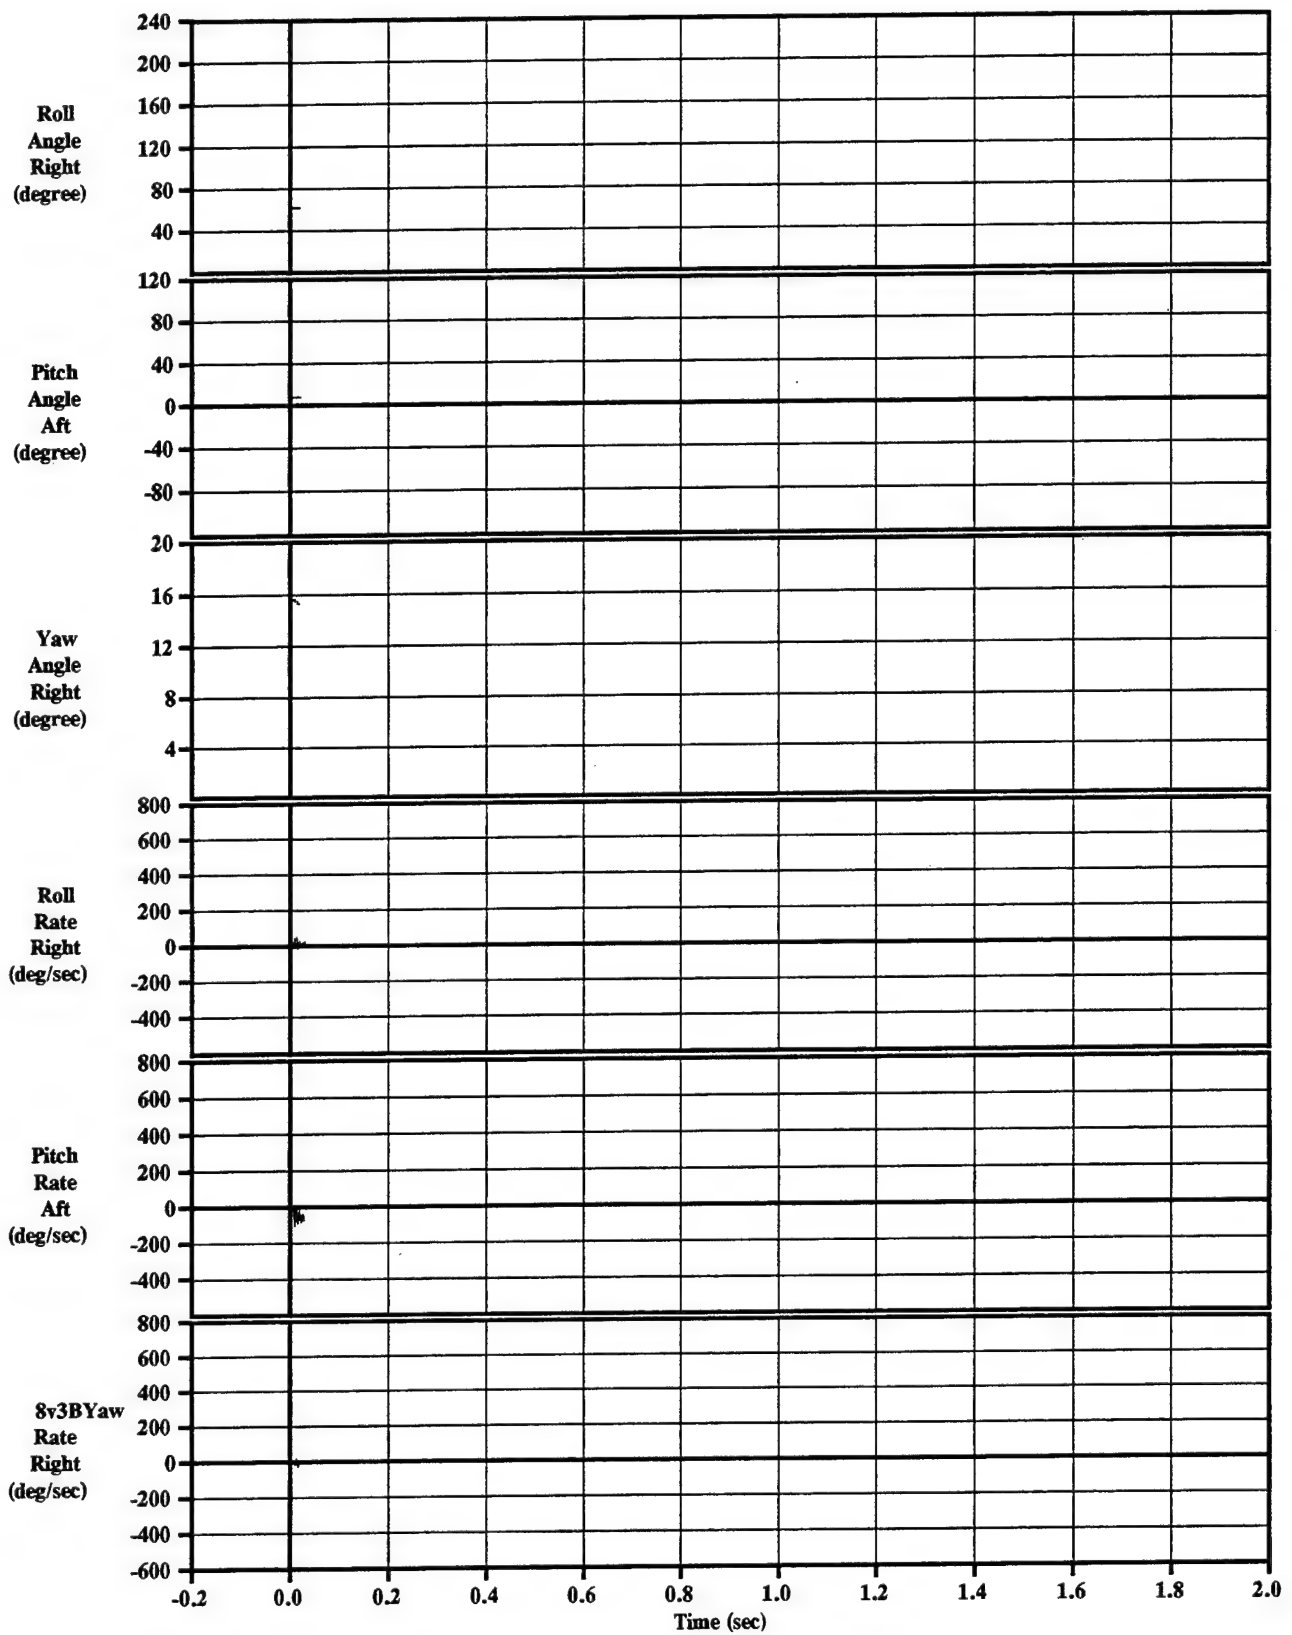 240
200
160
120
80
40
Roll
Angle
Right
(degree)
120
80
40
0
-40
-80
Pitch
Angle
Aft
(degree)
20
16
12
8
4
Yaw
Angle
Right
(degree)
800
600
400
200
0
-200
-400
Roll
Rate
Right
(deg/sec)
800
600
400
200
0
-200
-400
Pitch
Rate
Aft
(deg/sec)
800
600
400
200
0
-200
-400
-600
8v3BYaw
Rate
Right
(deg/sec)
-0.2 0.0 0.2 0.4 0.6 0.8 1.0 1.2 1.4 1.6 1.8 2.0
Time (sec)